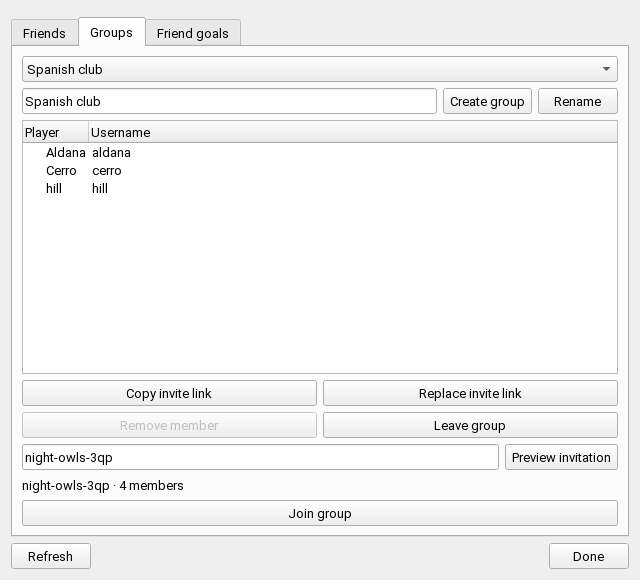 Friends Groups Friend goals
Spanish club
Spanish club Create group Rename
Player Username
Aldana aldana
Cerro cerro
hill hill
Copy invite link Replace invite link
Remove member Leave group
night-owls-3qp Preview invitation
night-owls-3qp · 4 members
Join group
Refresh Done